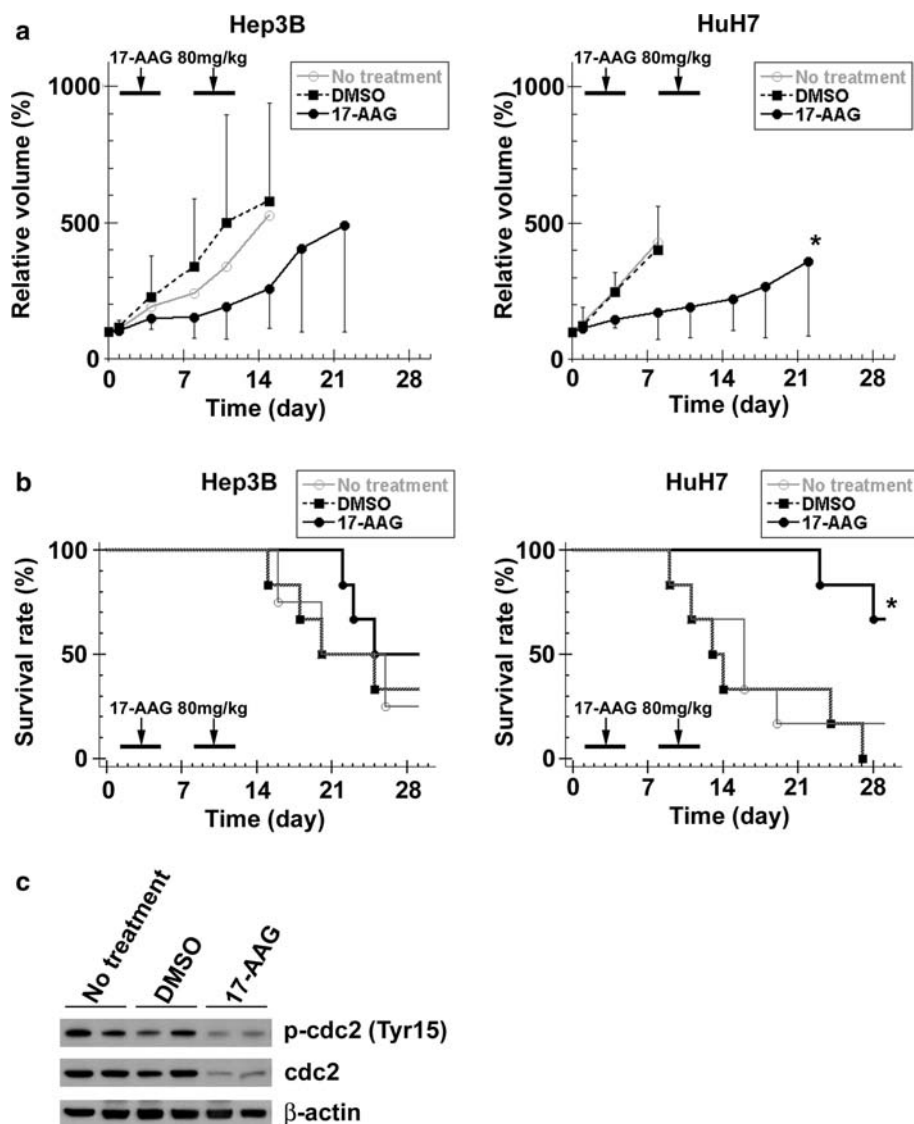 a
Hep3B
17-AAG 80mg/kg
No treatment
DMSO
17-AAG
Relative volume (%)
1000
500
0
0 7 14 21 28
Time (day)
HuH7
17-AAG 80mg/kg
No treatment
DMSO
17-AAG
Relative volume (%)
1000
500
0
*
0 7 14 21 28
Time (day)
b
Hep3B
No treatment
DMSO
17-AAG
Survival rate (%)
100
50
0
17-AAG 80mg/kg
0 7 14 21 28
Time (day)
HuH7
No treatment
DMSO
17-AAG
Survival rate (%)
100
50
0
*
17-AAG 80mg/kg
0 7 14 21 28
Time (day)
c
No treatment
DMSO
17-AAG
p-cdc2 (Tyr15)
cdc2
β-actin